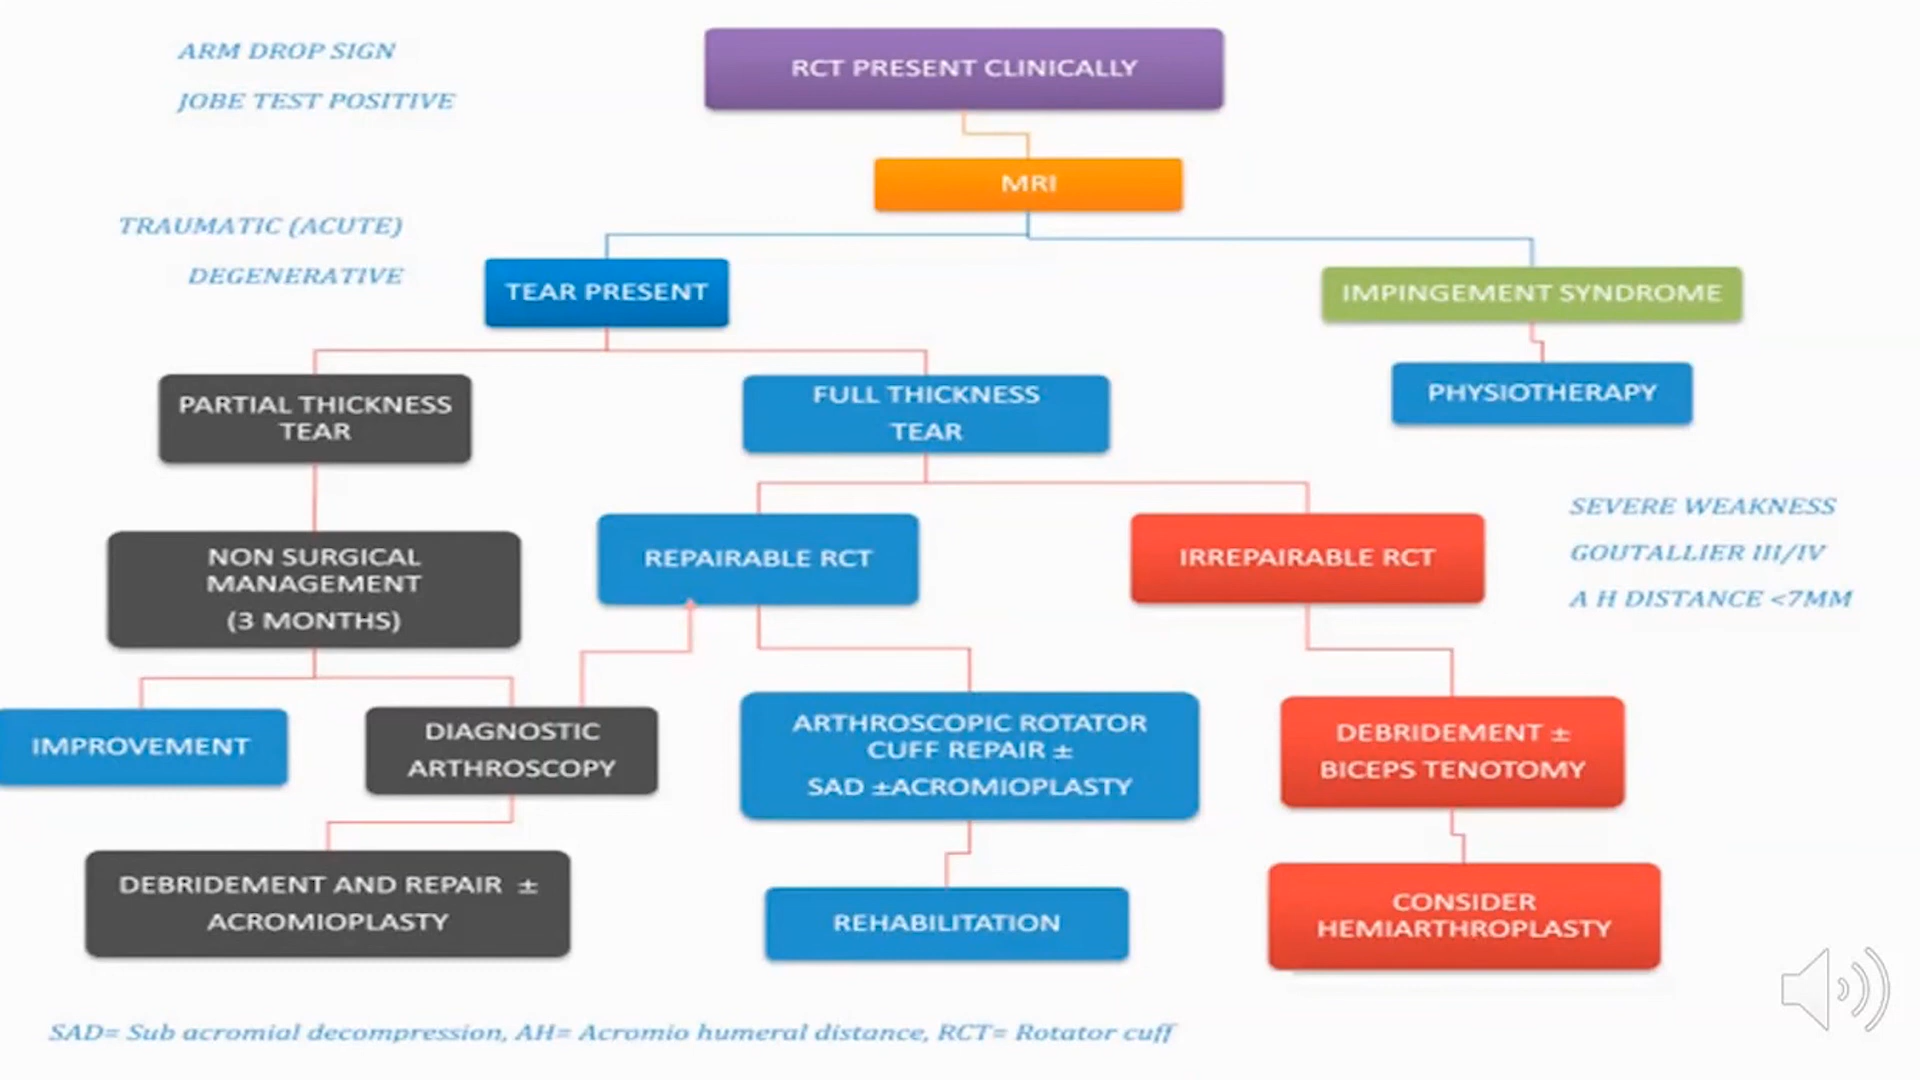 ARM DROP SIGN
JOBE TEST POSITIVE
RCT PRESENT CLINICALLY
MRI
TRAUMATIC (ACUTE)
DEGENERATIVE
TEAR PRESENT
IMPINGEMENT SYNDROME
PARTIAL THICKNESS
TEAR
FULL THICKNESS
TEAR
PHYSIOTHERAPY
NON SURGICAL
MANAGEMENT
(3 MONTHS)
REPAIRABLE RCT
IRREPAIRABLE RCT
SEVERE WEAKNESS
GOUTALLIER III/IV
A H DISTANCE <7MM
IMPROVEMENT
DIAGNOSTIC
ARTHROSCOPY
ARTHROSCOPIC ROTATOR
CUFF REPAIR ±
SAD ±ACROMIOPLASTY
DEBRIDEMENT ±
BICEPS TENOTOMY
DEBRIDEMENT AND REPAIR ±
ACROMIOPLASTY
REHABILITATION
CONSIDER
HEMIARTHROPLASTY
SAD= Sub acromial decompression, AH= Acromio humeral distance, RCT= Rotator cuff